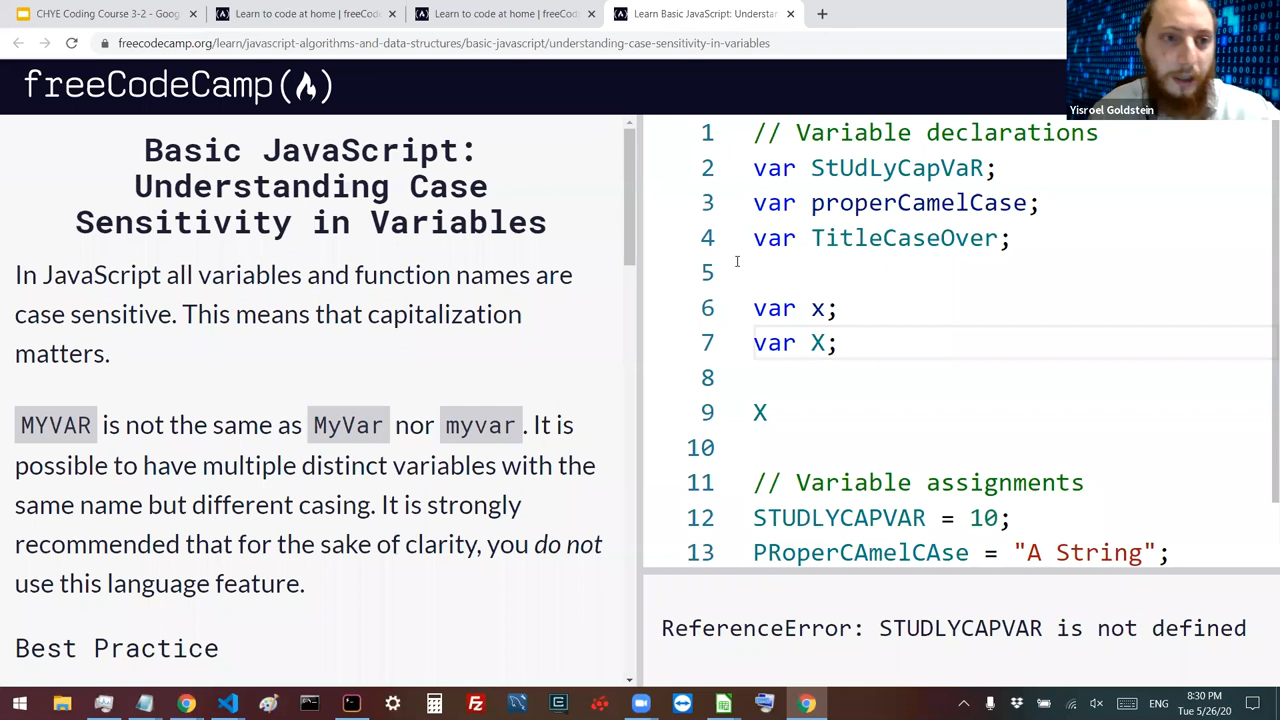 CHYE Coding Course 3-2 - Goog
Learn to code at home | freeCod
Learn to code at home | freeCod
Learn Basic JavaScript: Understan
freecodecamp.org/learn/javascript-algorithms-and-data-structures/basic-javascript/understanding-case-sensitivity-in-variables
freeCodeCamp
Yisroel Goldstein
Basic JavaScript:
Understanding Case
Sensitivity in Variables
In JavaScript all variables and function names are
case sensitive. This means that capitalization
matters.
MYVAR is not the same as MyVar nor myvar. It is
possible to have multiple distinct variables with the
same name but different casing. It is strongly
recommended that for the sake of clarity, you do not
use this language feature.
Best Practice
1 // Variable declarations
2 var StUdLyCapVaR;
3 var properCamelCase;
4 var TitleCaseOver;
5
6 var x;
7 var X;
8
9 X
10
11 // Variable assignments
12 STUDLYCAPVAR = 10;
13 PRoperCAmelCAse = "A String";
ReferenceError: STUDLYCAPVAR is not defined
ENG
8:30 PM
Tue 5/26/20